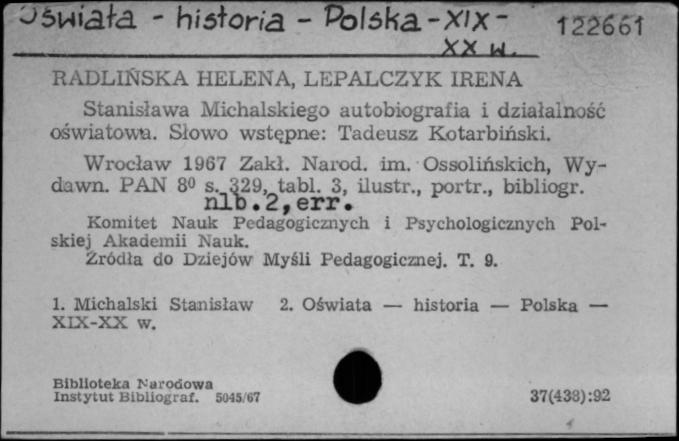 Oświata - historia - Polska - XIX - 122661
XX w.
RADLIŃSKA HELENA, LEPALCZYK IRENA
Stanisława Michalskiego autobiografia i działalność
oświatowa. Słowo wstępne: Tadeusz Kotarbiński.
Wrocław 1967 Zakł. Narod. im. Ossolińskich, Wy-
dawn. PAN 8⁰ s. 329, tabl. 3, ilustr., portr., bibliogr.
nlb.2,err.
Komitet Nauk Pedagogicznych i Psychologicznych Pol-
skiej Akademii Nauk.
Źródła do Dziejów Myśli Pedagogicznej. T. 9.
1. Michalski Stanisław 2. Oświata — historia — Polska —
XIX-XX w.
Biblioteka Narodowa
Instytut Bibliograf. 5045/67 37(438):92